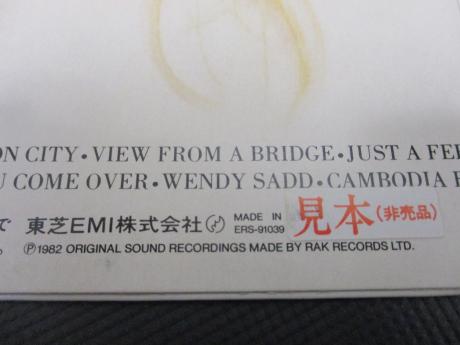 ON CITY • VIEW FROM A BRIDGE • JUST A FEE
U COME OVER • WENDY SADD • CAMBODIA
で 東芝EMI株式会社 MADE IN
。 ERS-91039
見本(非売品)
Ⓟ1982 ORIGINAL SOUND RECORDINGS MADE BY RAK RECORDS LTD.